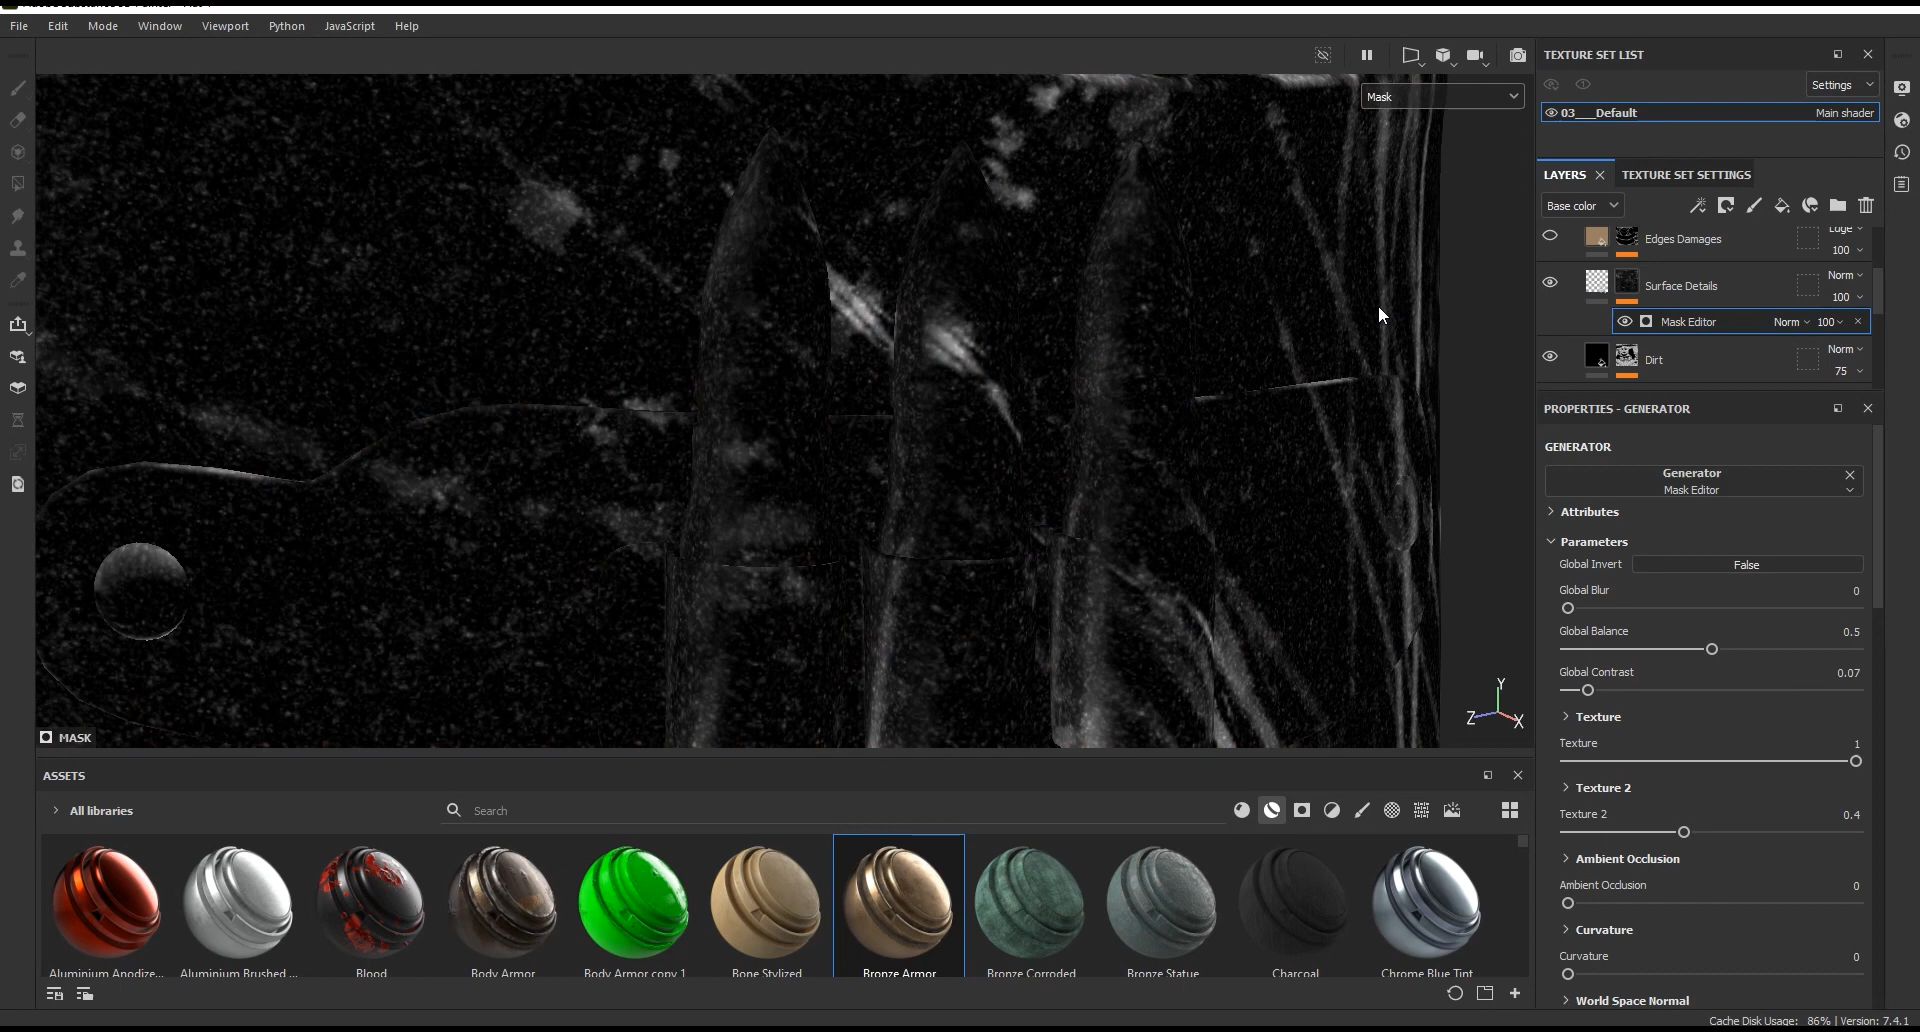 File Edit Mode Window Viewport Python JavaScript Help
Mask
TEXTURE SET LIST
Settings
03___Default Main shader
LAYERS TEXTURE SET SETTINGS
Base color
Edges Damages
100
Surface Details Norm
100
Mask Editor Norm 100
Dirt Norm
75
PROPERTIES - GENERATOR
GENERATOR
Generator
Mask Editor
Attributes
Parameters
Global Invert False
Global Blur 0
Global Balance 0.5
Global Contrast 0.07
Texture
Texture 1
Texture 2
Texture 2 0.4
Ambient Occlusion
Ambient Occlusion 0
Curvature
Curvature 0
World Space Normal
Y
Z X
MASK
ASSETS
All libraries Search
Aluminium Anodize... Aluminium Brushed ... Blood Body Armor Body Armor copy 1 Bone Stylized Bronze Armor Bronze Corroded Bronze Statue Charcoal Chrome Blue Tint
Cache Disk Usage: 86% | Version: 7.4.1